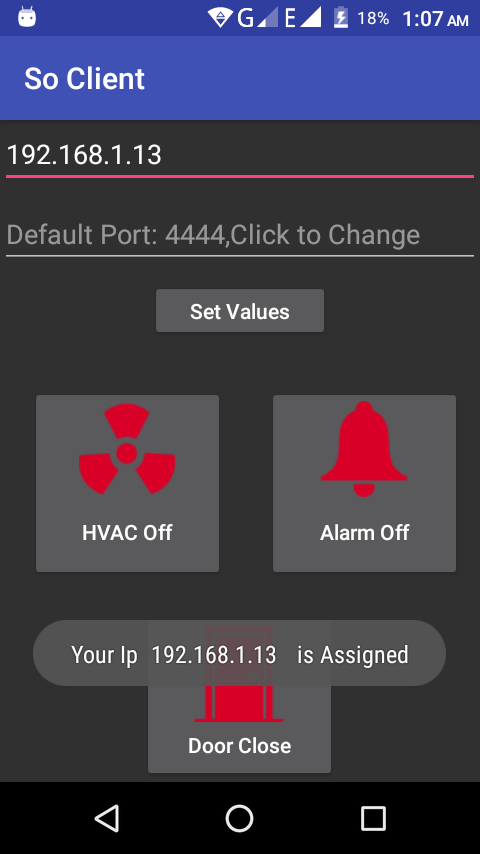 G E 18% 1:07 AM
So Client
192.168.1.13
Default Port: 4444,Click to Change
Set Values
HVAC Off
Alarm Off
Your Ip 192.168.1.13 is Assigned
Door Close